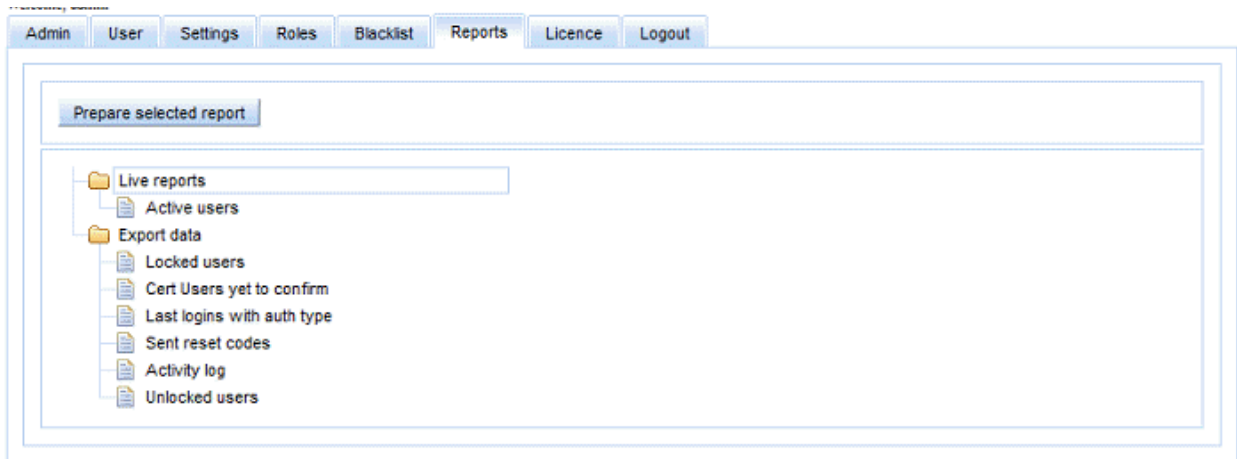 Admin User Settings Roles Blacklist Reports Licence Logout
Prepare selected report
Live reports
Active users
Export data
Locked users
Cert Users yet to confirm
Last logins with auth type
Sent reset codes
Activity log
Unlocked users